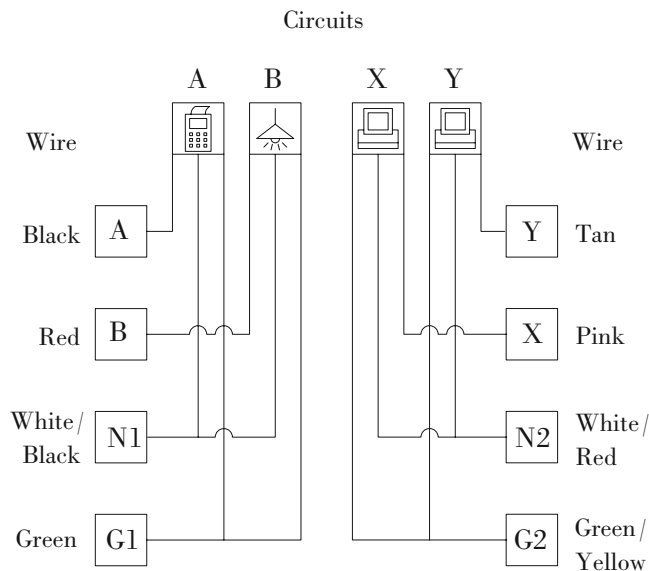 Circuits
A B X Y
Wire Wire
Black A Y Tan
Red B X Pink
White/
Black
N1 N2 White/
Red
Green G1 G2 Green/
Yellow